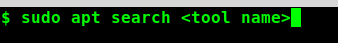 $ sudo apt search <tool name>